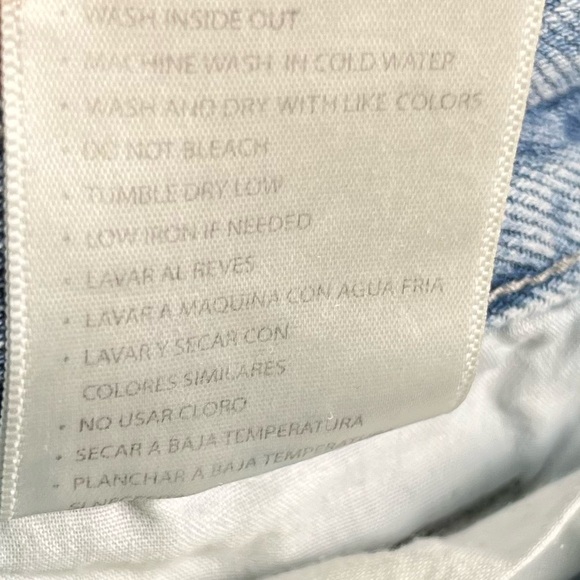 • WASH INSIDE OUT
• MACHINE WASH IN COLD WATER
• WASH AND DRY WITH LIKE COLORS
• DO NOT BLEACH
• TUMBLE DRY LOW
• LOW IRON IF NEEDED
• LAVAR AL REVES
• LAVAR A MAQUINA CON AGUA FRIA
• LAVAR Y SECAR CON
COLORES SIMILARES
• NO USAR CLORO
• SECAR A BAJA TEMPERATURA
• PLANCHAR A BAJA